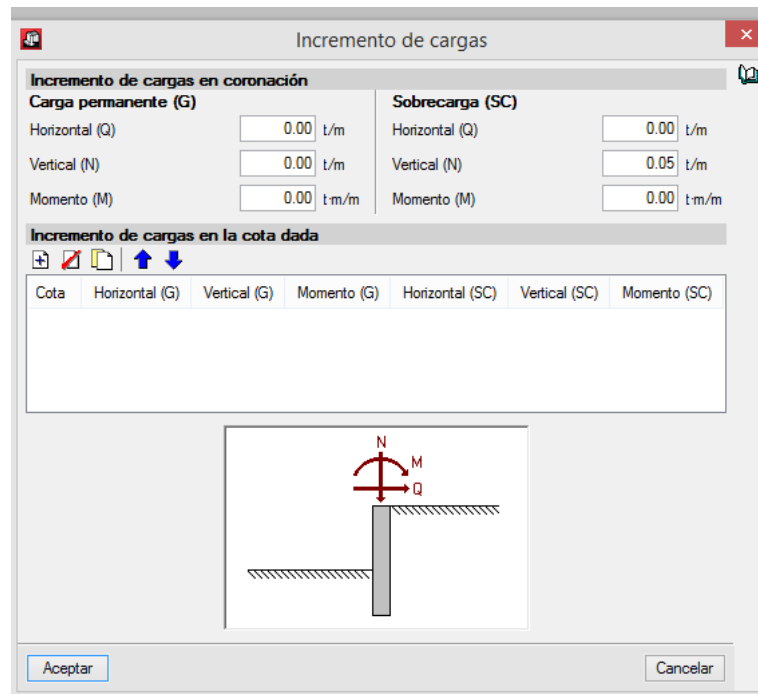 Incremento de cargas
Incremento de cargas en coronación
Carga permanente (G) Sobrecarga (SC)
Horizontal (Q) 0.00 t/m Horizontal (Q) 0.00 t/m
Vertical (N) 0.00 t/m Vertical (N) 0.05 t/m
Momento (M) 0.00 t·m/m Momento (M) 0.00 t·m/m
Incremento de cargas en la cota dada
Cota Horizontal (G) Vertical (G) Momento (G) Horizontal (SC) Vertical (SC) Momento (SC)
N
M
Q
Aceptar Cancelar